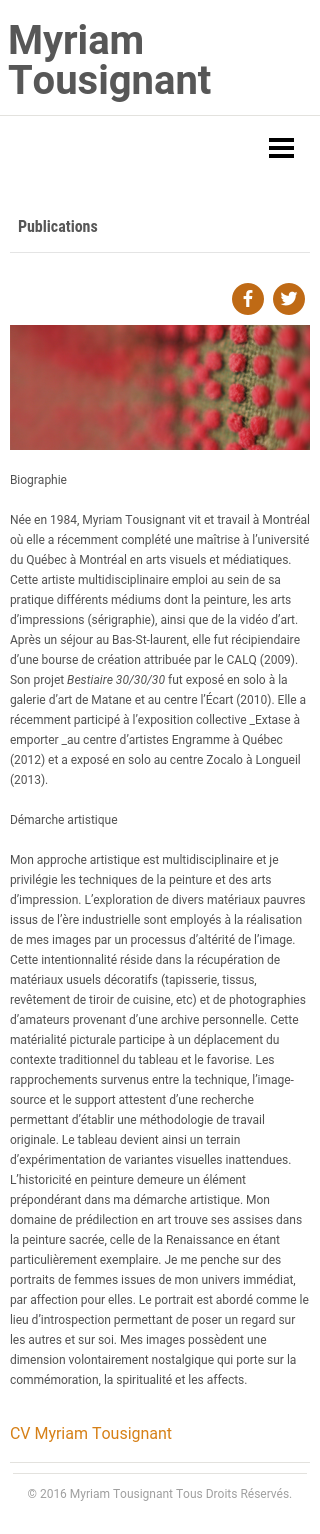 Myriam
Tousignant
Publications
Biographie
Née en 1984, Myriam Tousignant vit et travail à Montréal
où elle a récemment complété une maîtrise à l’université
du Québec à Montréal en arts visuels et médiatiques.
Cette artiste multidisciplinaire emploi au sein de sa
pratique différents médiums dont la peinture, les arts
d’impressions (sérigraphie), ainsi que de la vidéo d’art.
Après un séjour au Bas-St-laurent, elle fut récipiendaire
d’une bourse de création attribuée par le CALQ (2009).
Son projet Bestiaire 30/30/30 fut exposé en solo à la
galerie d’art de Matane et au centre l’Écart (2010). Elle a
récemment participé à l’exposition collective _Extase à
emporter _au centre d’artistes Engramme à Québec
(2012) et a exposé en solo au centre Zocalo à Longueil
(2013).
Démarche artistique
Mon approche artistique est multidisciplinaire et je
privilégie les techniques de la peinture et des arts
d’impression. L’exploration de divers matériaux pauvres
issus de l’ère industrielle sont employés à la réalisation
de mes images par un processus d’altérité de l’image.
Cette intentionnalité réside dans la récupération de
matériaux usuels décoratifs (tapisserie, tissus,
revêtement de tiroir de cuisine, etc) et de photographies
d’amateurs provenant d’une archive personnelle. Cette
matérialité picturale participe à un déplacement du
contexte traditionnel du tableau et le favorise. Les
rapprochements survenus entre la technique, l’image-
source et le support attestent d’une recherche
permettant d’établir une méthodologie de travail
originale. Le tableau devient ainsi un terrain
d’expérimentation de variantes visuelles inattendues.
L’historicité en peinture demeure un élément
prépondérant dans ma démarche artistique. Mon
domaine de prédilection en art trouve ses assises dans
la peinture sacrée, celle de la Renaissance en étant
particulièrement exemplaire. Je me penche sur des
portraits de femmes issues de mon univers immédiat,
par affection pour elles. Le portrait est abordé comme le
lieu d’introspection permettant de poser un regard sur
les autres et sur soi. Mes images possèdent une
dimension volontairement nostalgique qui porte sur la
commémoration, la spiritualité et les affects.
CV Myriam Tousignant
© 2016 Myriam Tousignant Tous Droits Réservés.